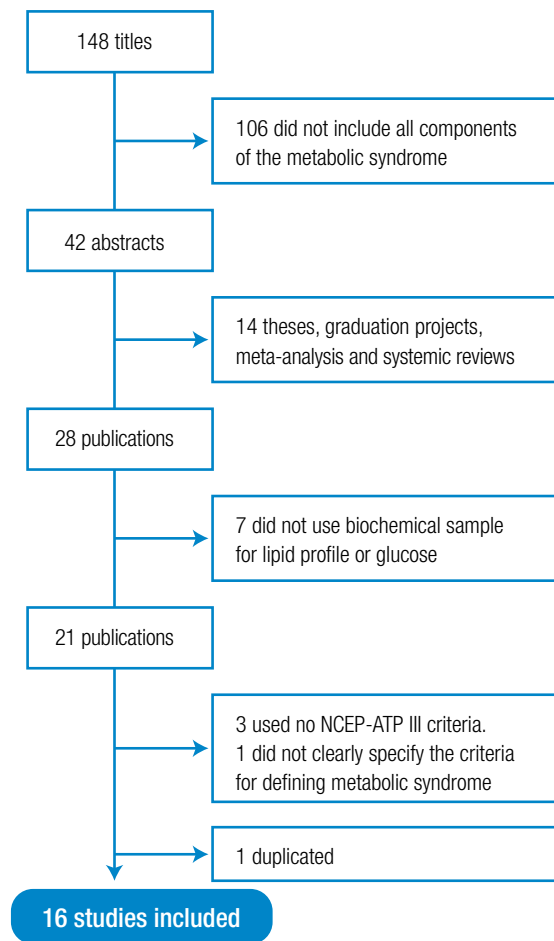 148 titles
106 did not include all components
of the metabolic syndrome
42 abstracts
14 theses, graduation projects,
meta-analysis and systemic reviews
28 publications
7 did not use biochemical sample
for lipid profile or glucose
21 publications
3 used no NCEP-ATP III criteria.
1 did not clearly specify the criteria
for defining metabolic syndrome
1 duplicated
16 studies included